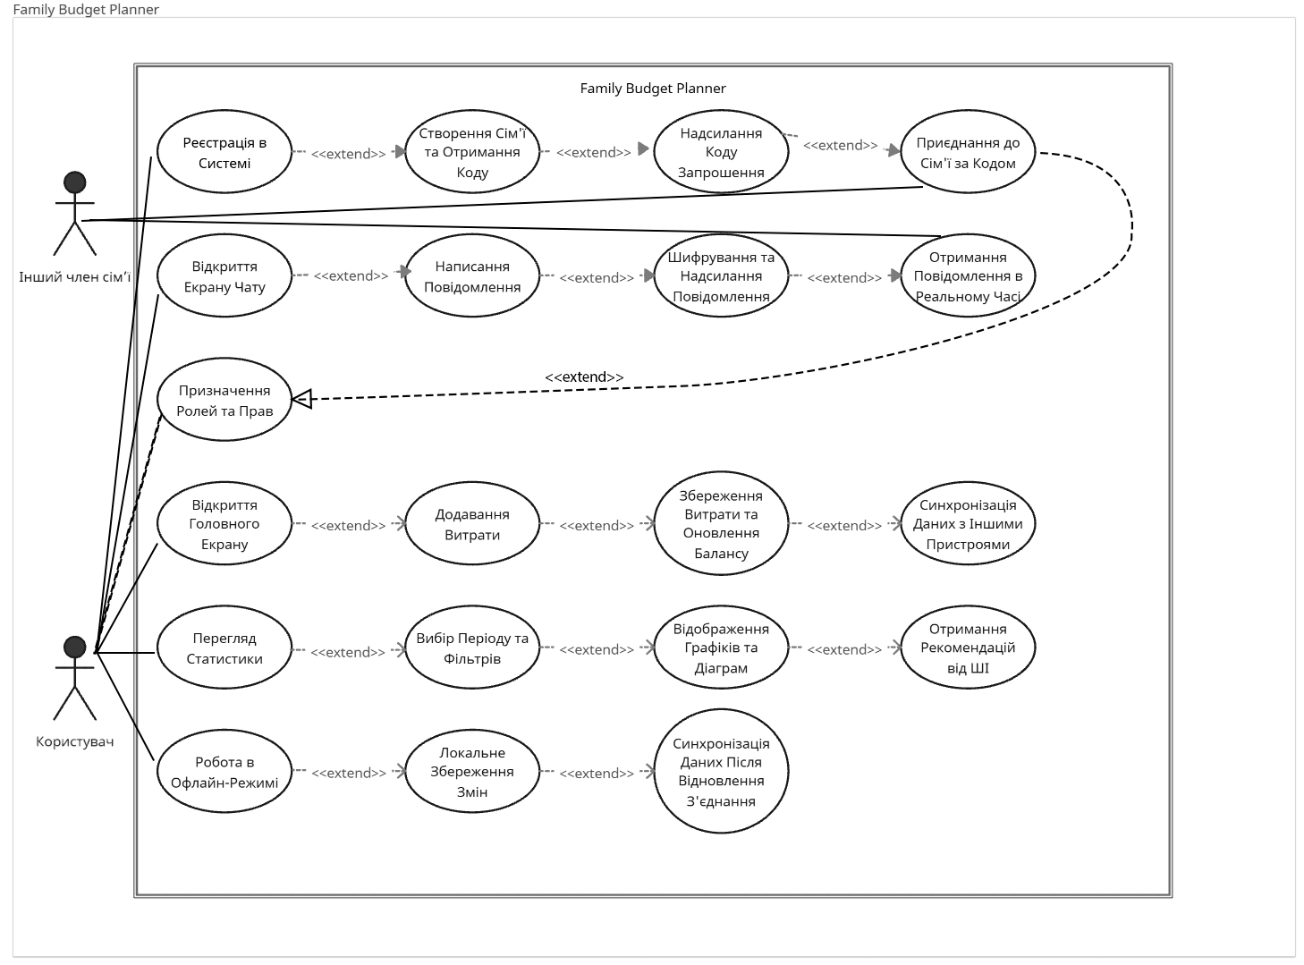 Family Budget Planner
Family Budget Planner
Реєстрація в
Системі
<<extend>>
Створення Сім'ї
та Отримання
Коду
<<extend>>
Надсилання
Коду
Запрошення
<<extend>>
Приєднання до
Сім'ї за Кодом
Інший член сім'ї
Відкриття
Екрану Чату
<<extend>>
Написання
Повідомлення
<<extend>>
Шифрування та
Надсилання
Повідомлення
<<extend>>
Отримання
Повідомлення в
Реальному Часі
Призначення
Ролей та Прав
<<extend>>
Відкриття
Головного
Екрану
<<extend>>
Додавання
Витрати
<<extend>>
Збереження
Витрати та
Оновлення
Балансу
<<extend>>
Синхронізація
Даних з Іншими
Пристроями
Користувач
Перегляд
Статистики
<<extend>>
Вибір Періоду та
Фільтрів
<<extend>>
Відображення
Графіків та
Діаграм
<<extend>>
Отримання
Рекомендацій
від ШІ
Робота в
Офлайн-Режимі
<<extend>>
Локальне
Збереження
Змін
<<extend>>
Синхронізація
Даних Після
Відновлення
З'єднання